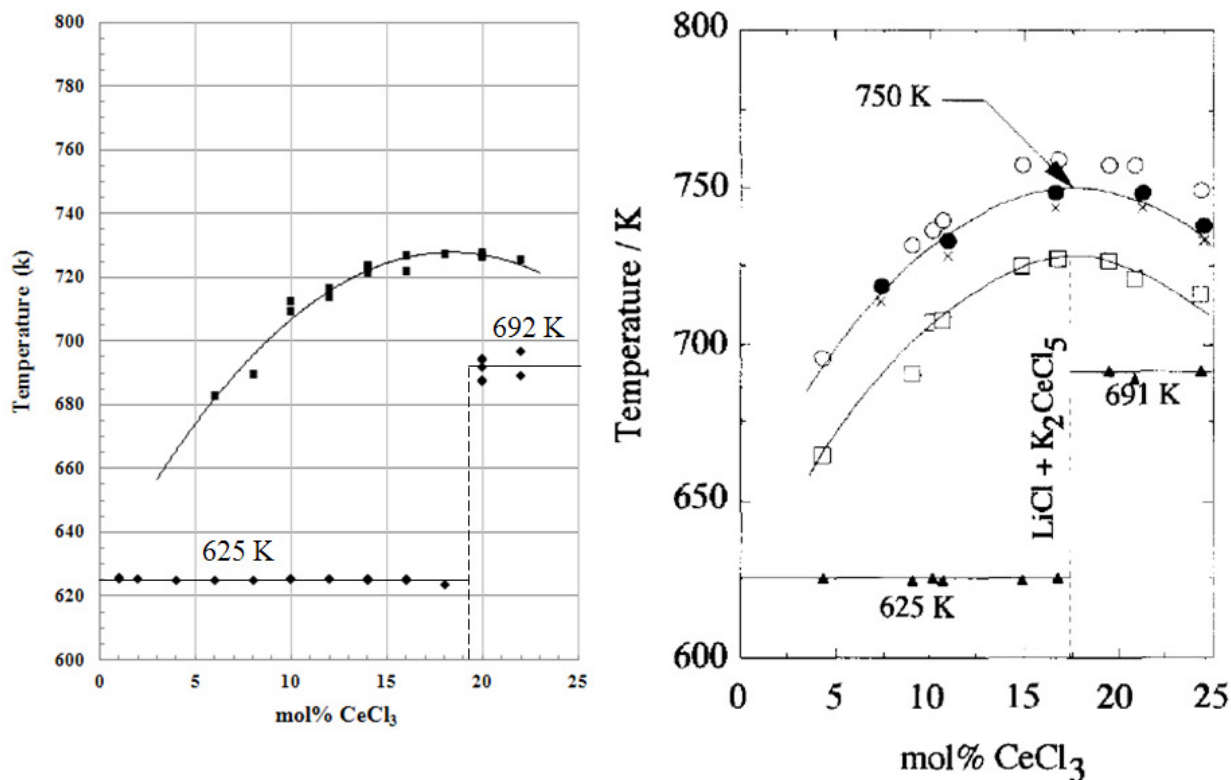 800
780
760
740
720
700
680
660
640
620
600
Temperature (k)
692 K
625 K
0
5
10
15
20
25
mol% CeCl₃
800
750
700
650
600
Temperature / K
750 K
LiCl + K₂CeCl₅
691 K
625 K
0
5
10
15
20
25
mol% CeCl₃